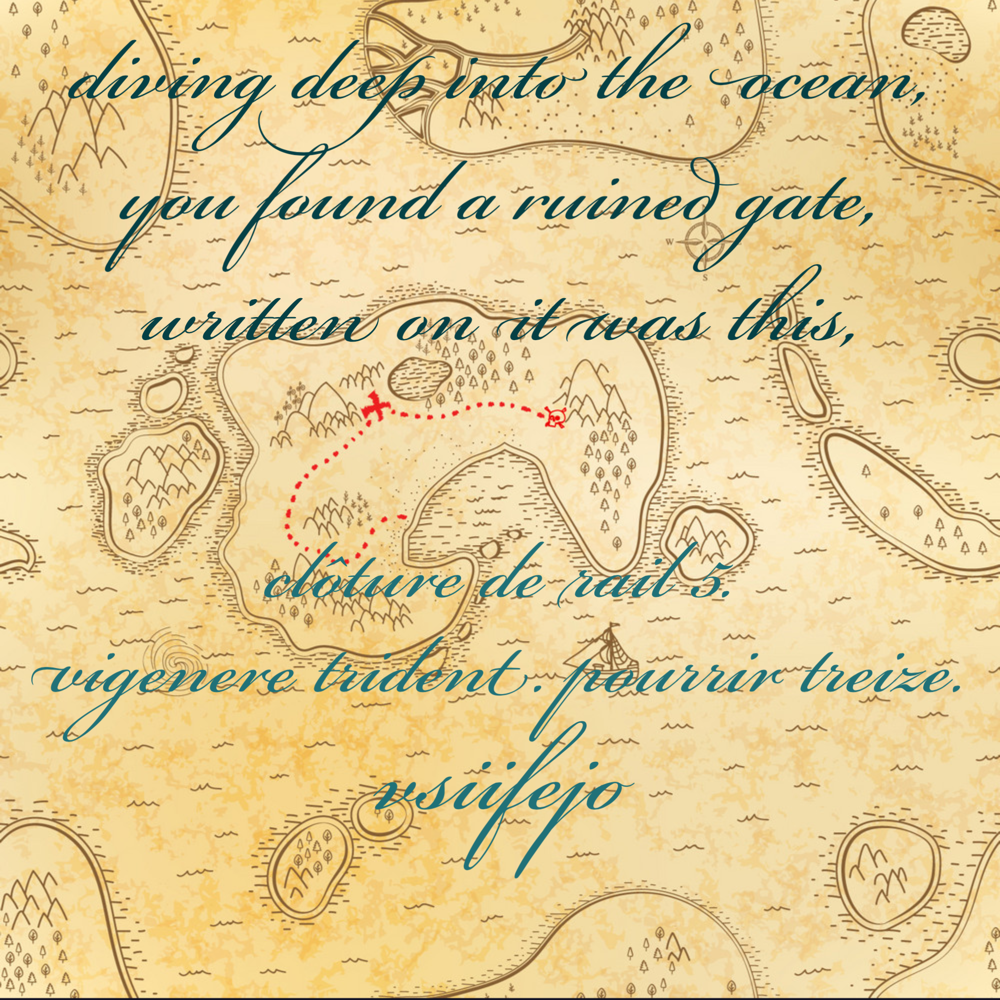 diving deep into the ocean,
you found a ruined gate,
written on it was this,
clôture de rail 5.
vigenere trident. pourrir treize.
vsiifejo
W